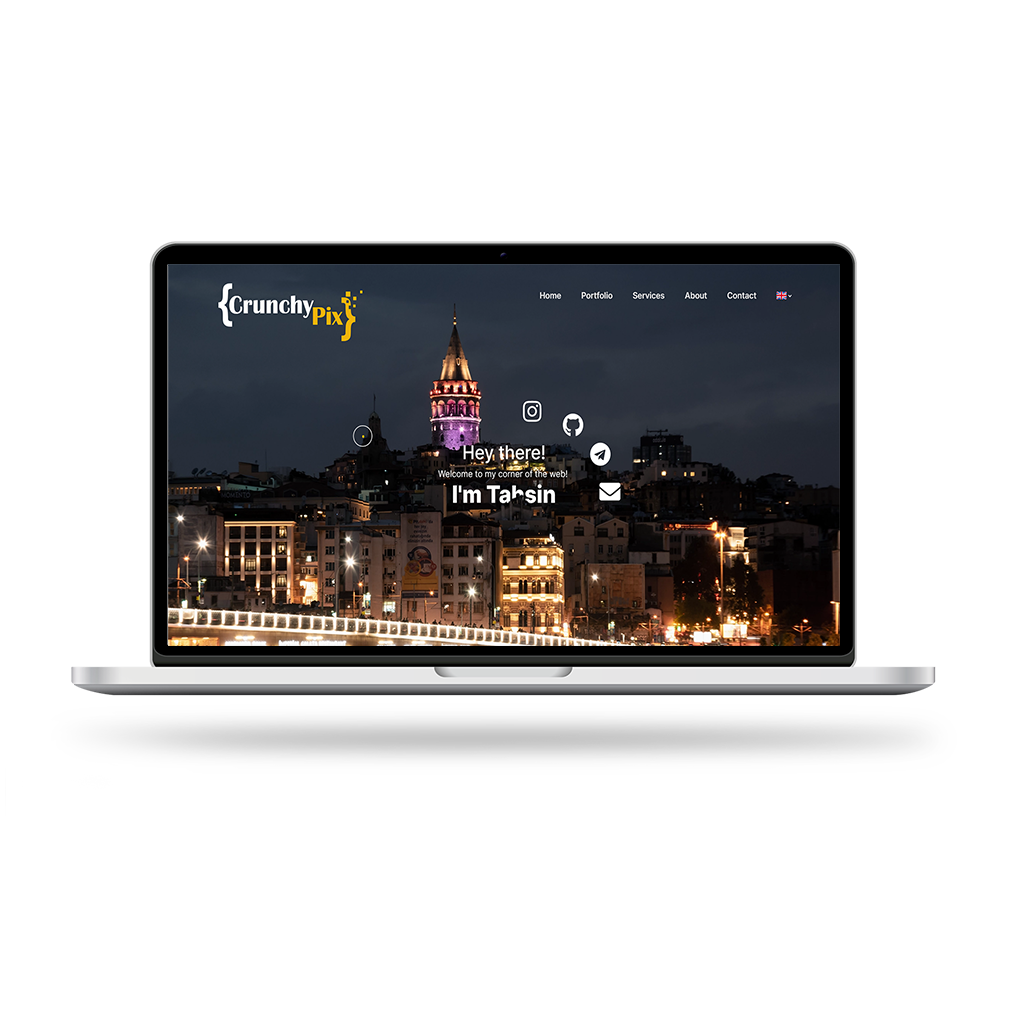 {CrunchyPix}
Home Portfolio Services About Contact
Hey, there!
Welcome to my corner of the web!
I'm Tahsin